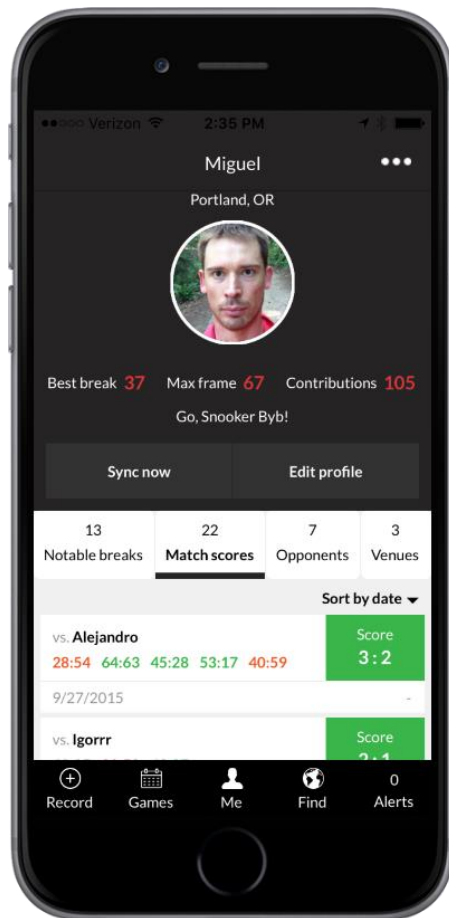 Verizon 2:35 PM
Miguel
Portland, OR
Best break 37 Max frame 67 Contributions 105
Go, Snooker Byb!
Sync now Edit profile
13 22 7 3
Notable breaks Match scores Opponents Venues
Sort by date
vs. Alejandro Score
28:54 64:63 45:28 53:17 40:59 3 : 2
9/27/2015 -
vs. Igorrr Score
Record Games Me Find 0 Alerts